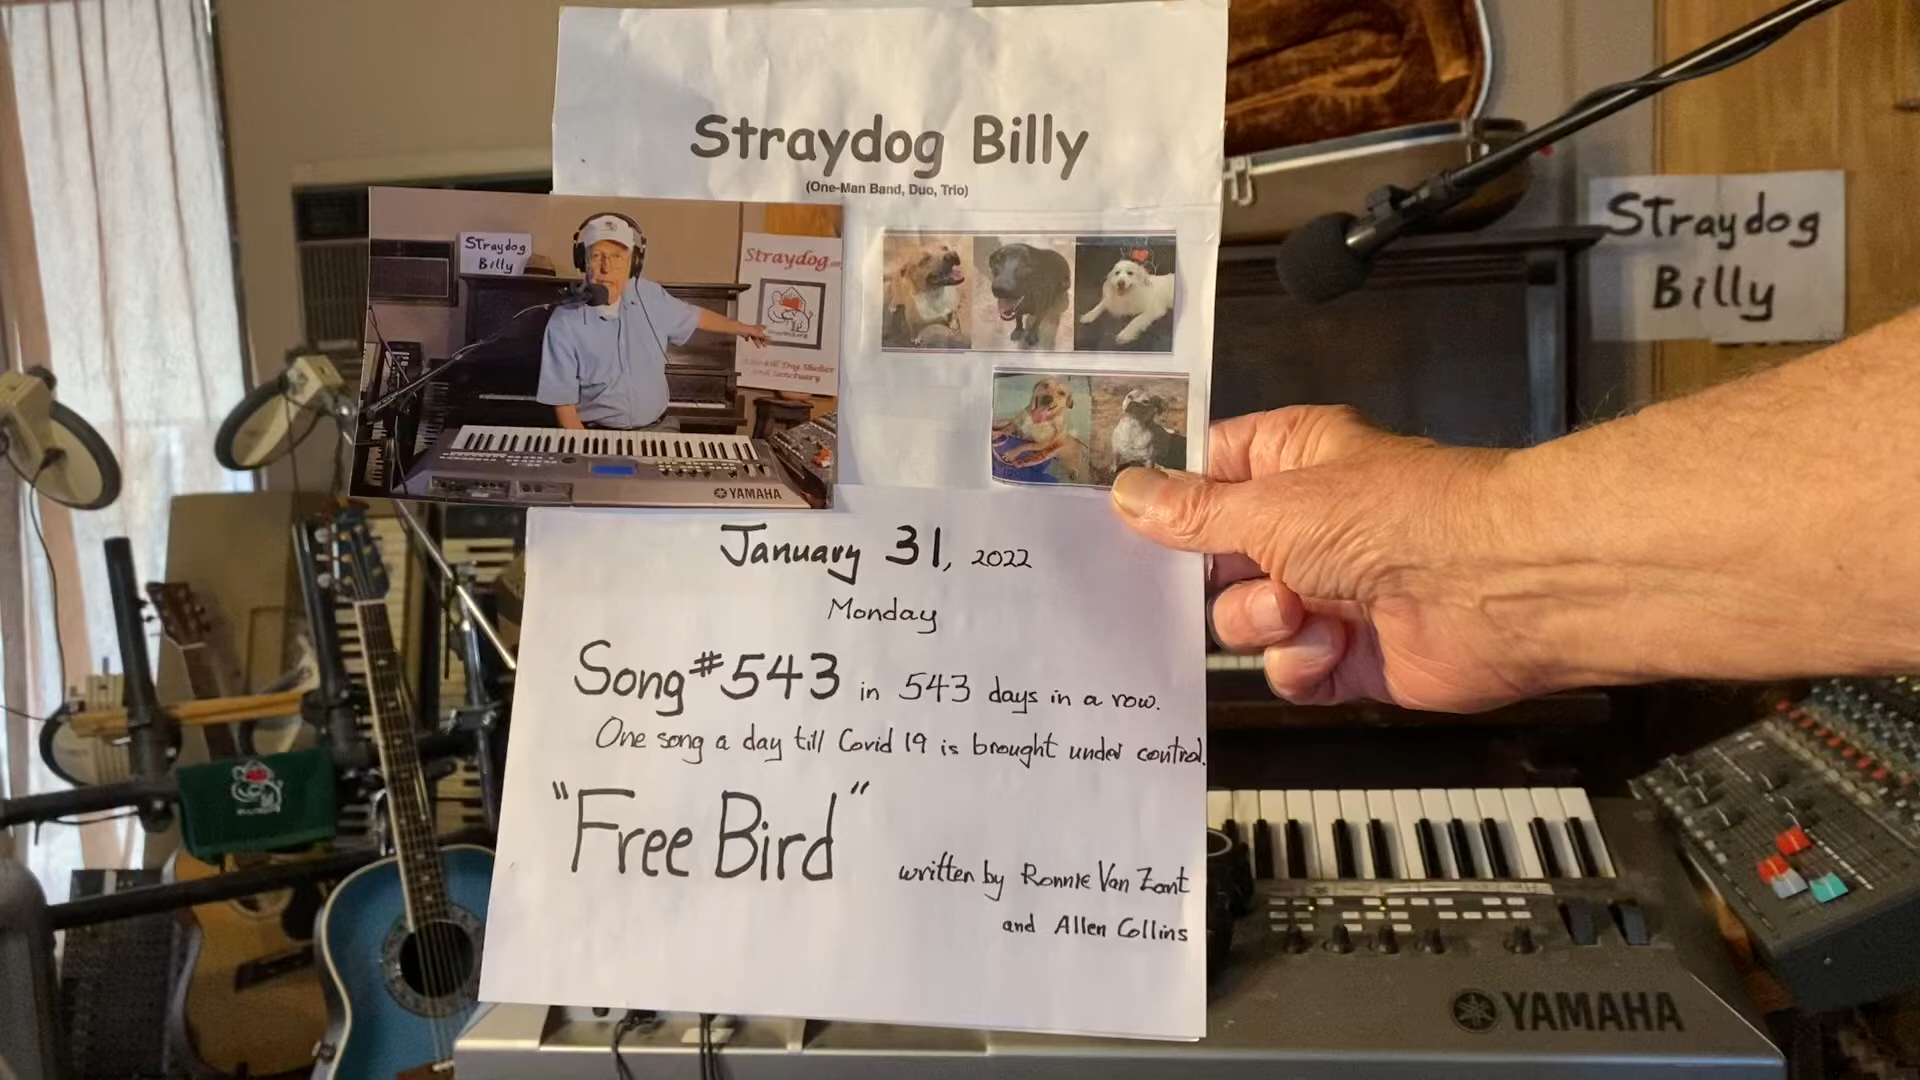 Straydog Billy
(One-Man Band, Duo, Trio)
STraydog
Billy
Straydog
YAMAHA
January 31, 2022
Monday
Song #543 in 543 days in a row.
One song a day till Covid 19 is brought under control.
"Free Bird"
written by Ronnie Van Zant
and Allen Collins
STraydog
Billy
YAMAHA